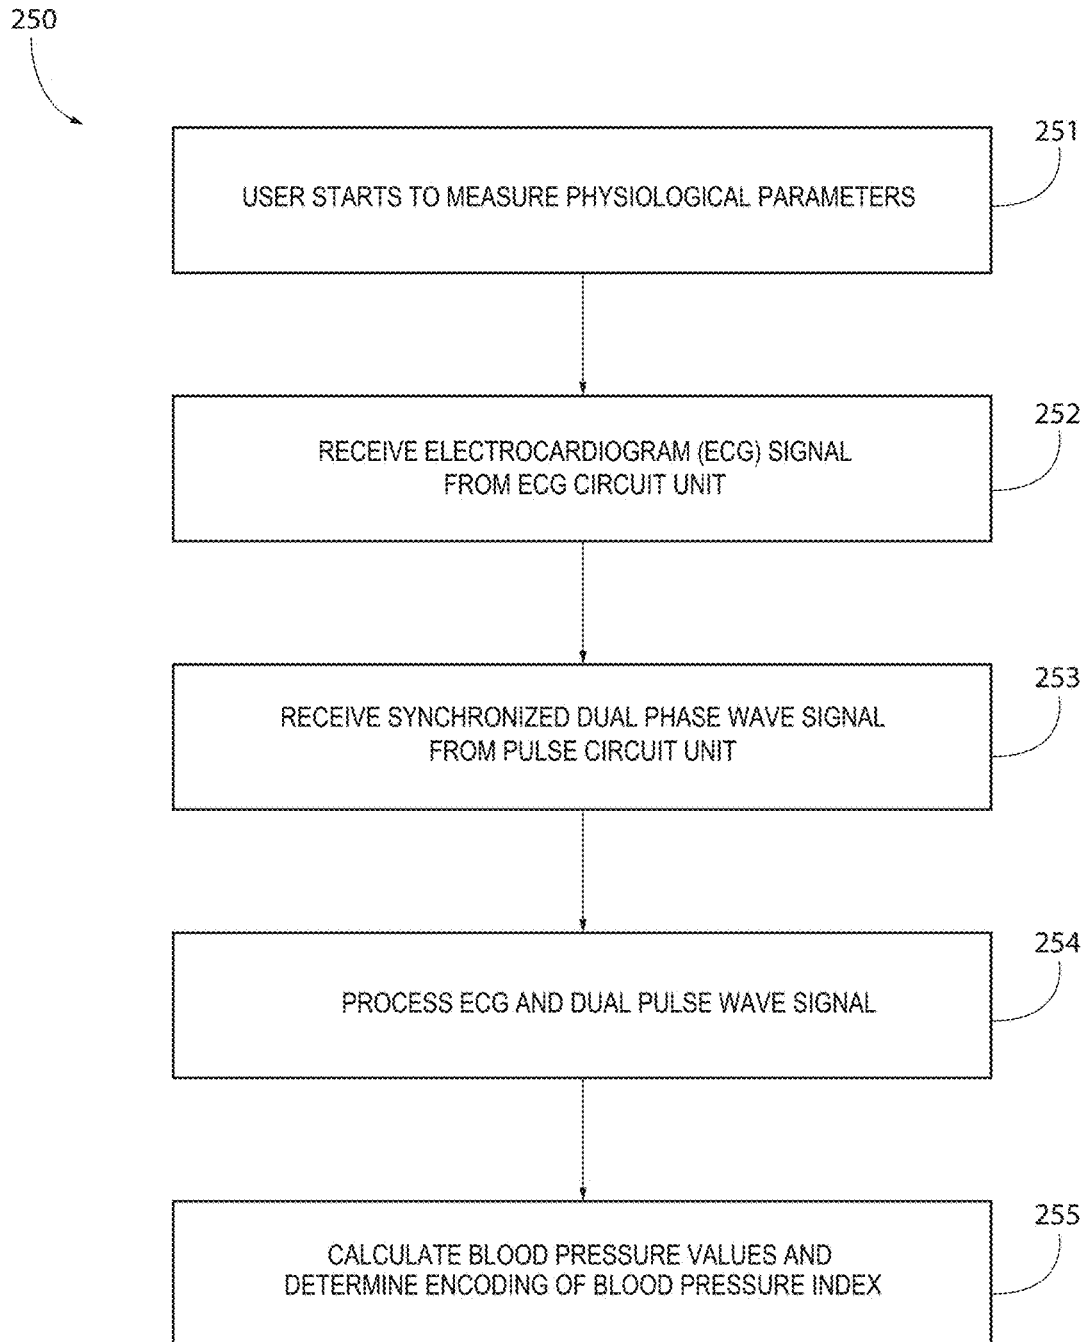 250
251
USER STARTS TO MEASURE PHYSIOLOGICAL PARAMETERS
252
RECEIVE ELECTROCARDIOGRAM (ECG) SIGNAL
FROM ECG CIRCUIT UNIT
253
RECEIVE SYNCHRONIZED DUAL PHASE WAVE SIGNAL
FROM PULSE CIRCUIT UNIT
254
PROCESS ECG AND DUAL PULSE WAVE SIGNAL
255
CALCULATE BLOOD PRESSURE VALUES AND
DETERMINE ENCODING OF BLOOD PRESSURE INDEX